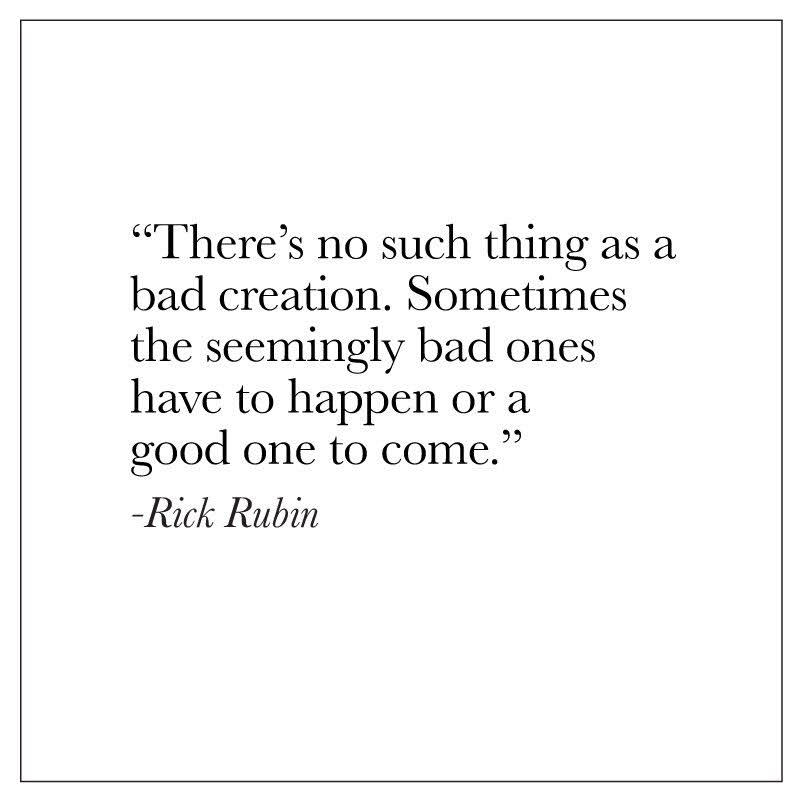 “There’s no such thing as a
bad creation. Sometimes
the seemingly bad ones
have to happen or a
good one to come.”
-Rick Rubin